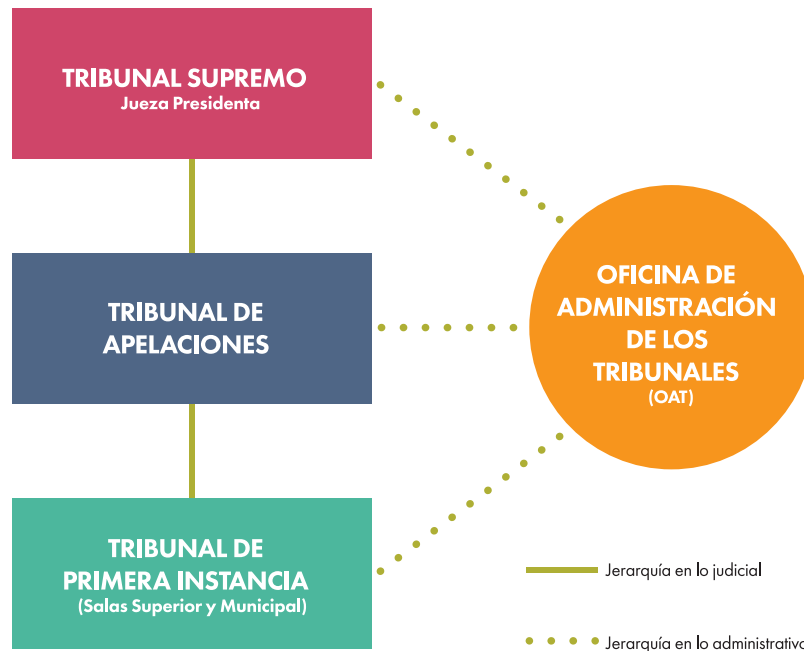 TRIBUNAL SUPREMO
Jueza Presidenta
TRIBUNAL DE
APELACIONES
TRIBUNAL DE
PRIMERA INSTANCIA
(Salas Superior y Municipal)
OFICINA DE
ADMINISTRACIÓN
DE LOS
TRIBUNALES
(OAT)
Jerarquía en lo judicial
Jerarquía en lo administrativo